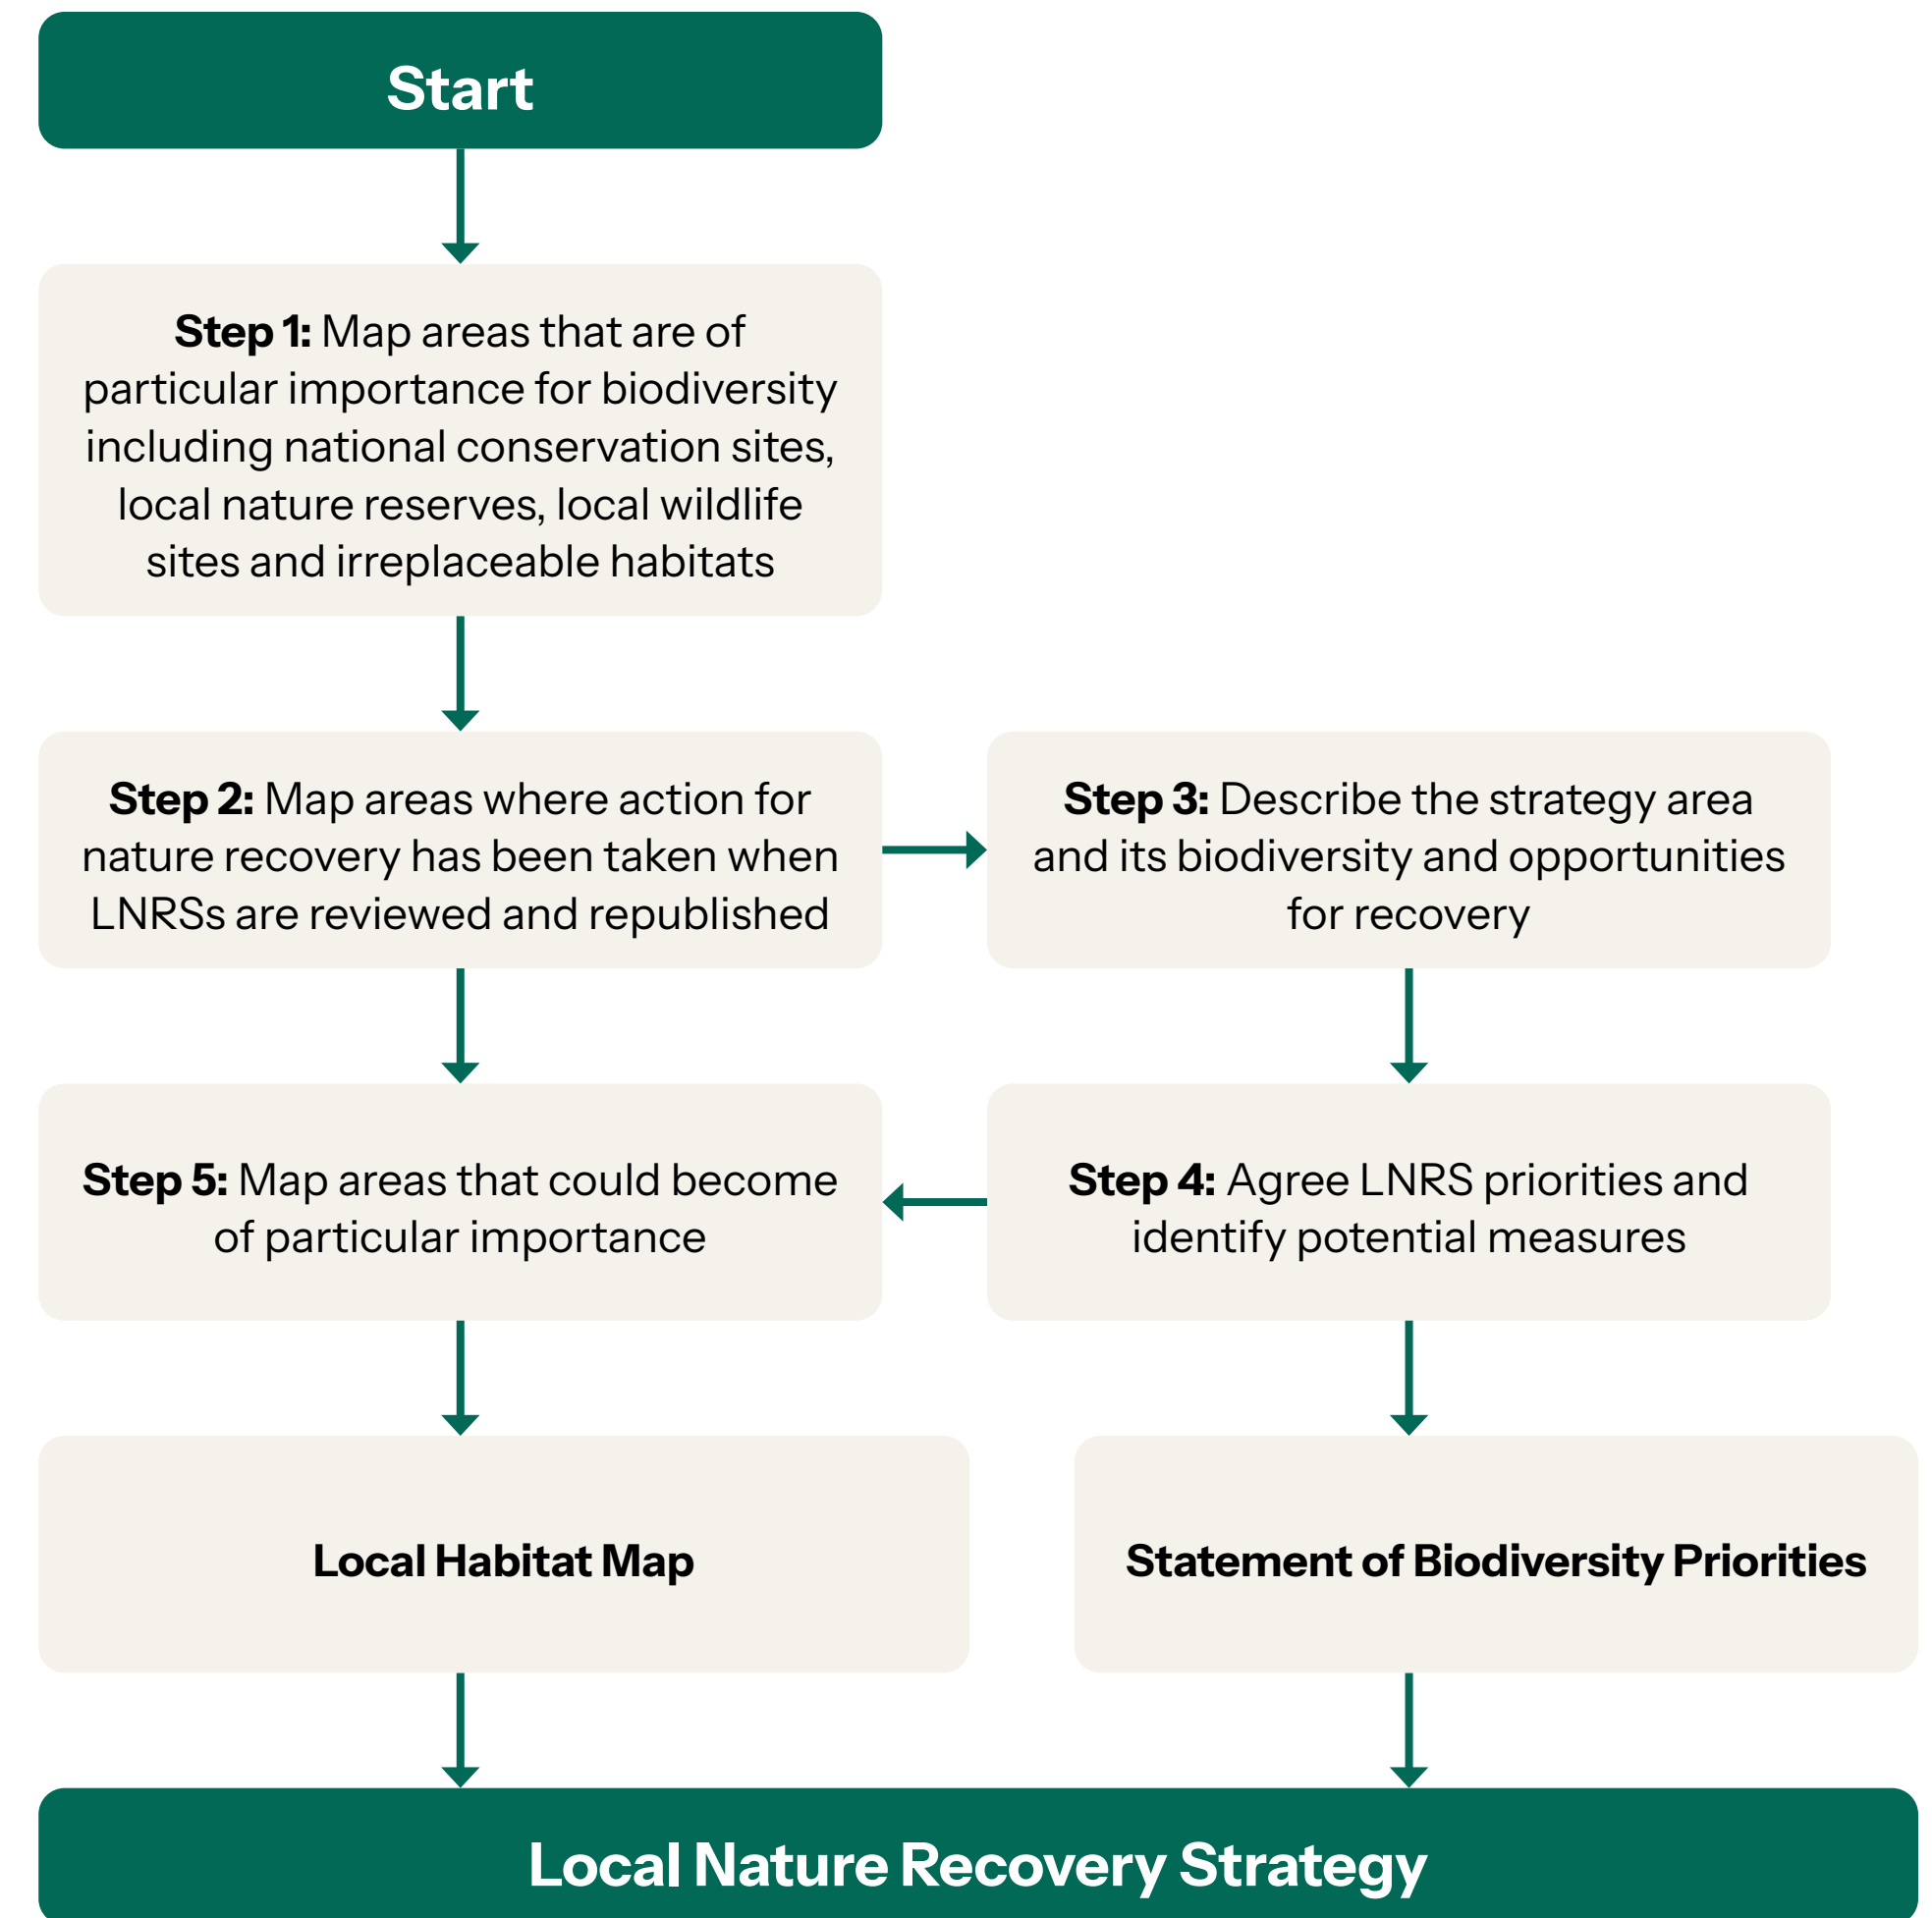 Start
Step 1: Map areas that are of
particular importance for biodiversity
including national conservation sites,
local nature reserves, local wildlife
sites and irreplaceable habitats
Step 2: Map areas where action for
nature recovery has been taken when
LNRSs are reviewed and republished
Step 3: Describe the strategy area
and its biodiversity and opportunities
for recovery
Step 4: Agree LNRS priorities and
identify potential measures
Step 5: Map areas that could become
of particular importance
Local Habitat Map
Statement of Biodiversity Priorities
Local Nature Recovery Strategy